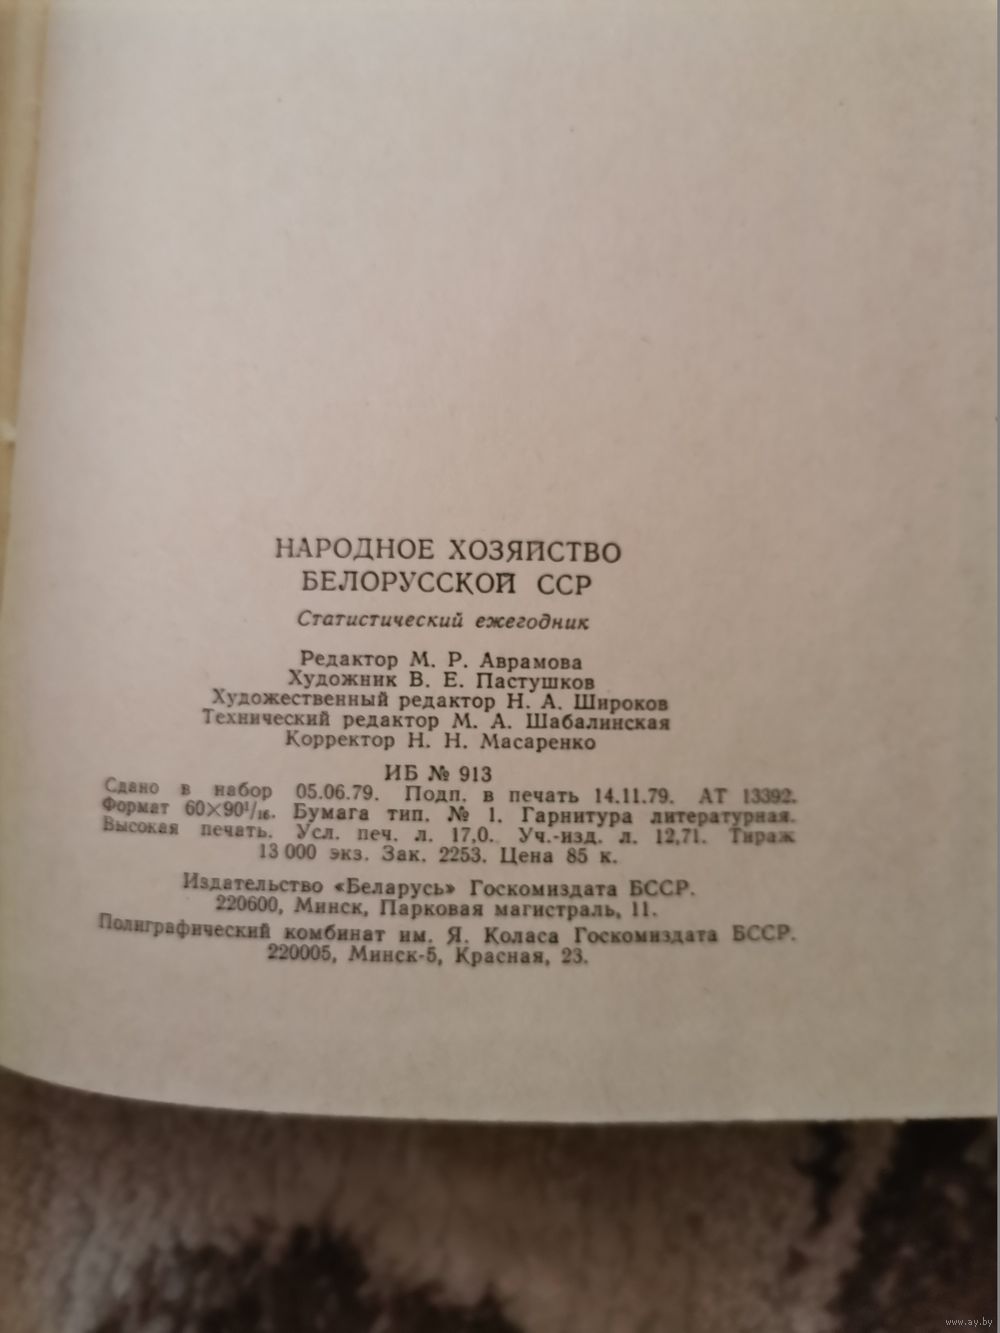 НАРОДНОЕ ХОЗЯЙСТВО
БЕЛОРУССКОЙ ССР
Статистический ежегодник
Редактор М. Р. Аврамова
Художник В. Е. Пастушков
Художественный редактор Н. А. Широков
Технический редактор М. А. Шабалинская
Корректор Н. Н. Масаренко
ИБ № 913
Сдано в набор 05.06.79. Подп. в печать 14.11.79. АТ 13392.
Формат 60×90¹/₁₆. Бумага тип. № 1. Гарнитура литературная.
Высокая печать. Усл. печ. л. 17,0. Уч.-изд. л. 12,71. Тираж
13 000 экз. Зак. 2253. Цена 85 к.
Издательство «Беларусь» Госкомиздата БССР.
220600, Минск, Парковая магистраль, 11.
Полиграфический комбинат им. Я. Коласа Госкомиздата БССР.
220005, Минск-5, Красная, 23.
www.ay.by